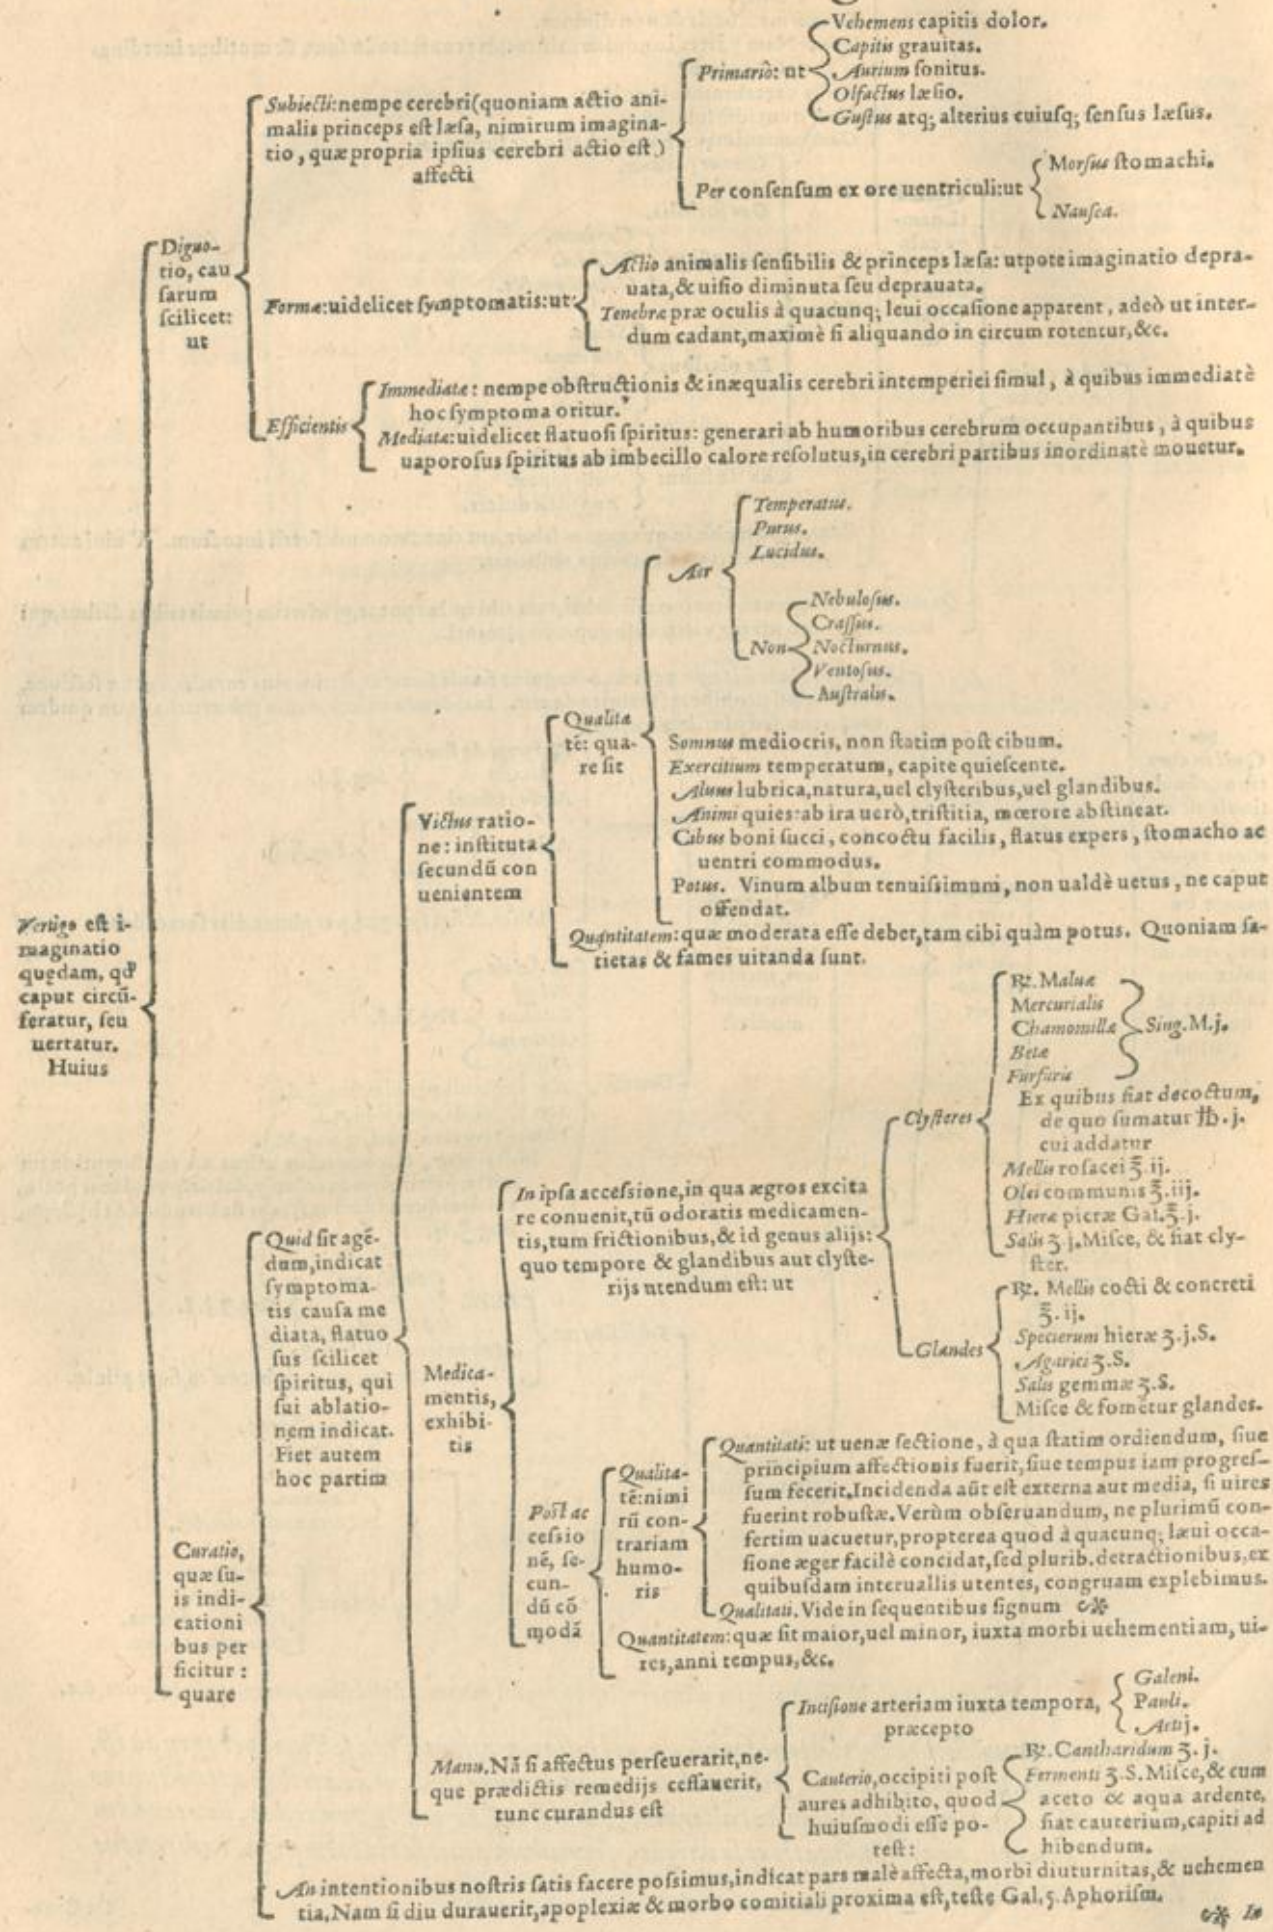 Vertigo est i-
maginatio
quędam, qđ
caput circū-
feratur, seu
uertatur.
Huius
Digno-
tio, cau
sarum
scilicet:
ut
Subiecti: nempe cerebri (quoniam actio ani-
malis princeps est læsa, nimirum imagina-
tio, quæ propria ipsius cerebri actio est)
affecti
Primariò: ut
Vehemens capitis dolor.
Capitis grauitas.
Aurium sonitus.
Olfactus læsio.
Gustus atq; alterius cuiusq; sensus læsus.
Per consensum ex ore uentriculi: ut
Morsus stomachi.
Nausea.
Formæ: uidelicet symptomatis: ut
Actio animalis sensibilis & princeps læsa: utpote imaginatio depra-
uata, & uisio diminuta seu deprauata.
Tenebræ præ oculis à quacunq; leui occasione apparent, adeò ut inter-
dum cadant, maximè si aliquando in circum rotentur, &c.
Efficientis
Immediatæ: nempe obstructionis & inæqualis cerebri intemperiei simul, à quibus immediatè
hoc symptoma oritur.
Mediatæ: uidelicet flatuosi spiritus: generari ab humoribus cerebrum occupantibus, à quibus
uaporosus spiritus ab imbecillo calore resolutus, in cerebri partibus inordinatè mouetur.
Curatio,
quæ su-
is indi-
cationi
bus per
ficitur:
quare
Quid sit agē-
dum, indicat
symptoma-
tis causa me
diata, flatuo
sus scilicet
spiritus, qui
sui ablatio-
nem indicat.
Fiet autem
hoc partim
Victus ratio-
ne: instituta
secundū con
uenientem
Qualita
tē: qua-
re sit
Aër
Temperatus.
Purus.
Lucidus.
Non
Nebulosus.
Crassus.
Nocturnus.
Ventosus.
Australis.
Somnus mediocris, non statim post cibum.
Exercitium temperatum, capite quiescente.
Aluus lubrica, natura, uel clysteribus, uel glandibus.
Animi quies: ab ira uerò, tristitia, mœrore abstineat.
Cibus boni succi, concoctu facilis, flatus expers, stomacho ac
uentri commodus.
Potus. Vinum album tenuissimum, non ualdè uetus, ne caput
offendat.
Quantitatem: quæ moderata esse debet, tam cibi quàm potus. Quoniam sa-
tietas & fames uitanda sunt.
Medica-
mentis,
exhibi-
tis
In ipsa accessione, in qua ægros excita
re conuenit, tū odoratis medicamen-
tis, tum frictionibus, & id genus alijs:
quo tempore & glandibus aut clyste-
rijs utendum est: ut
Clysteres
℞. Maluæ
Mercurialis
Chamomillæ
Betæ
Furfuris
Sing. M. j.
Ex quibus fiat decoctum,
de quo sumatur ℔. j.
cui addatur
Mellis rosacei ℥. ij.
Olei communis ℥. iij.
Hieræ picræ Gal. ℥. j.
Salis ʒ j. Misce, & fiat cly-
ster.
Glandes
℞. Mellis cocti & concreti
℥. ij.
Specierum hieræ ʒ. j. S.
Agarici ʒ. S.
Salis gemmæ ʒ. S.
Misce & fomētur glandes.
Post ac
cessio
nē, se-
cun-
dū cō
modā
Qualita-
tē: nimi
rū con-
trariam
humo-
ris
Quantitati: ut uenæ sectione, à qua statim ordiendum, siue
principium affectionis fuerit, siue tempus iam progres-
sum fecerit. Incidenda aūt est externa aut media, si uires
fuerint robustæ. Verùm obseruandum, ne plurimū con-
fertim uacuetur, propterea quod à quacunq; læui occa-
sione æger facilè concidat, sed plurib. detractionibus, ex
quibusdam interuallis utentes, congruam explebimus.
Qualitati. Vide in sequentibus signum
Quantitatem: quæ sit maior, uel minor, iuxta morbi uehementiam, ui-
res, anni tempus, &c.
Manu. Nā si affectus perseuerarit, ne-
que prædictis remedijs cessauerit,
tunc curandus est
Incisione arteriam iuxta tempora,
præcepto
Galeni.
Pauli.
Aetij.
Cauterio, occipiti post
aures adhibito, quod
huiusmodi esse po-
test:
℞. Cantharidum ʒ. j.
Fermenti ʒ. S. Misce, & cum
aceto & aqua ardente,
fiat cauterium, capiti ad
hibendum.
An intentionibus nostris satis facere possimus, indicat pars malè affecta, morbi diuturnitas, & uehemen
tia. Nam si diu durauerit, apoplexiæ & morbo comitiali proxima est, teste Gal. 5. Aphorism.
In